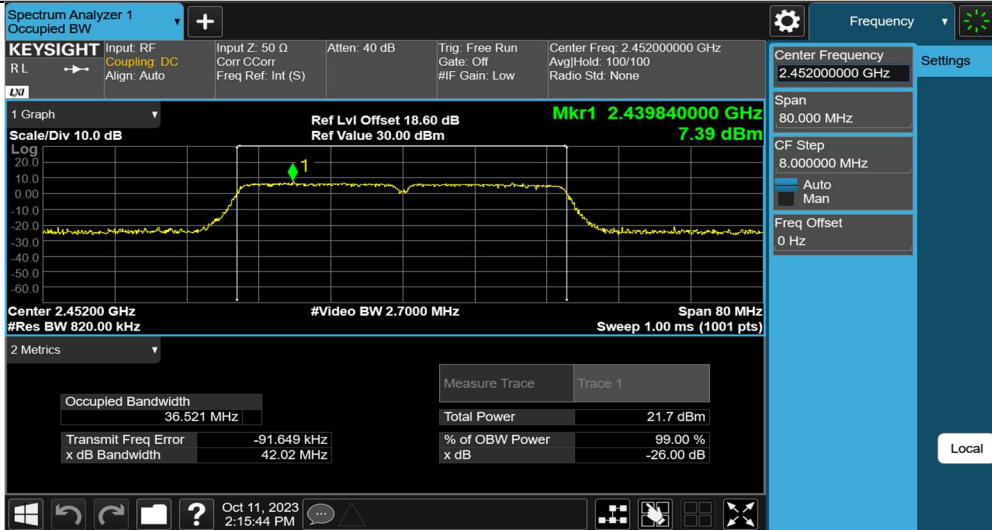 Spectrum Analyzer 1
Occupied BW
+
Frequency
KEYSIGHT
RL
LXI
Input: RF
Coupling: DC
Align: Auto
Input Z: 50 Ω
Corr CCorr
Freq Ref: Int (S)
Atten: 40 dB
Trig: Free Run
Gate: Off
#IF Gain: Low
Center Freq: 2.452000000 GHz
Avg|Hold: 100/100
Radio Std: None
Center Frequency
2.452000000 GHz
Settings
Span
80.000 MHz
CF Step
8.000000 MHz
Auto
Man
Freq Offset
0 Hz
1 Graph
Scale/Div 10.0 dB
Ref Lvl Offset 18.60 dB
Ref Value 30.00 dBm
Mkr1 2.439840000 GHz
7.39 dBm
Log
20.0
10.0
0.00
-10.0
-20.0
-30.0
-40.0
-50.0
-60.0
1
Center 2.45200 GHz
#Video BW 2.7000 MHz
Span 80 MHz
#Res BW 820.00 kHz
Sweep 1.00 ms (1001 pts)
2 Metrics
Measure Trace Trace 1
Occupied Bandwidth
36.521 MHz
Total Power 21.7 dBm
Transmit Freq Error -91.649 kHz
% of OBW Power 99.00 %
x dB Bandwidth 42.02 MHz
x dB -26.00 dB
Local
?
Oct 11, 2023
2:15:44 PM